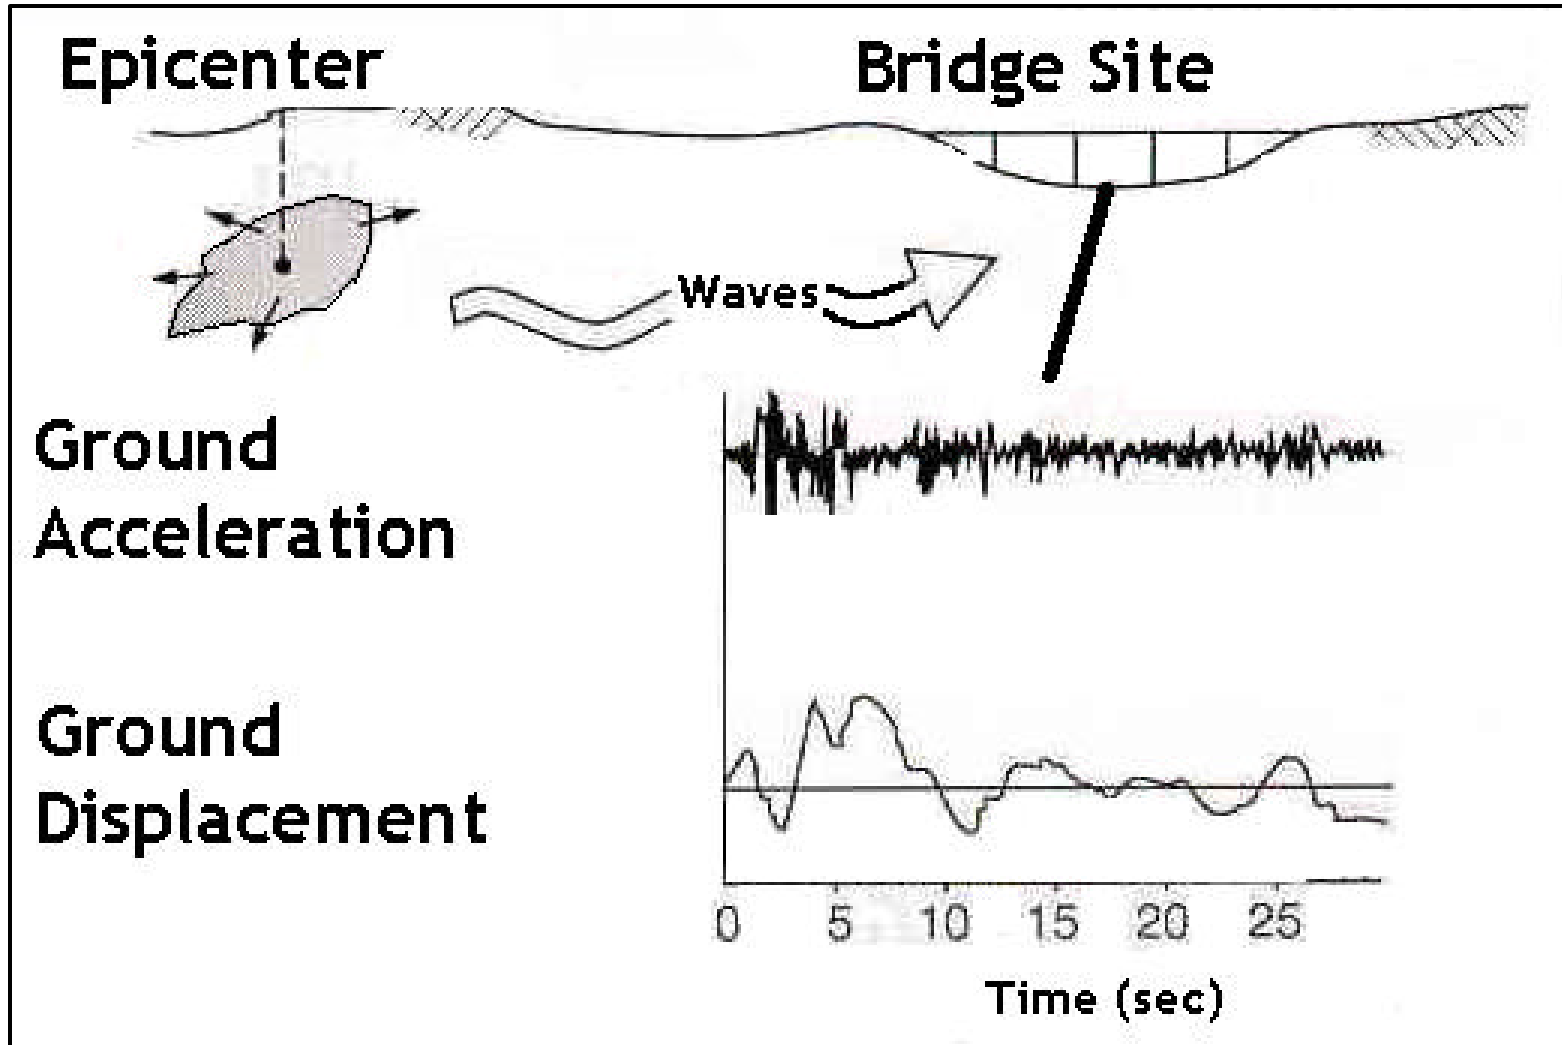 Epicenter
Bridge Site
Waves
Ground
Acceleration
Ground
Displacement
0 5 10 15 20 25
Time (sec)